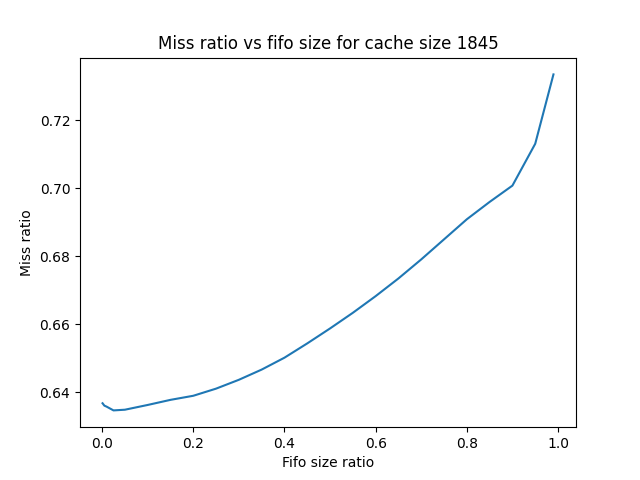 Miss ratio vs fifo size for cache size 1845
0.72
0.70
0.68
0.66
0.64
Miss ratio
0.0 0.2 0.4 0.6 0.8 1.0
Fifo size ratio